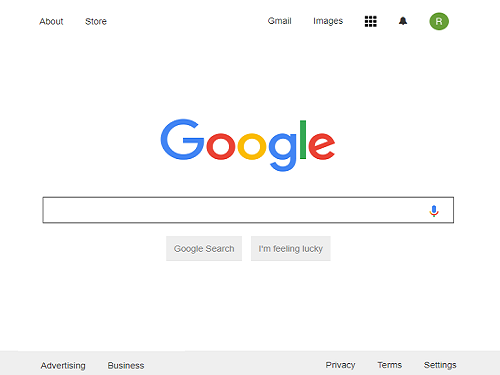 About Store Gmail Images R
Google
Google Search I'm feeling lucky
Advertising Business Privacy Terms Settings